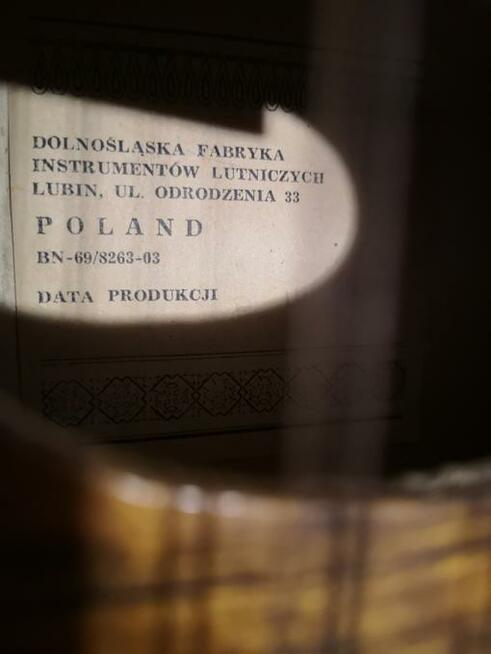 DOLNOŚLĄSKA FABRYKA
INSTRUMENTÓW LUTNICZYCH
LUBIN, UL. ODRODZENIA 33
POLAND
BN-69/8263-03
DATA PRODUKCJI